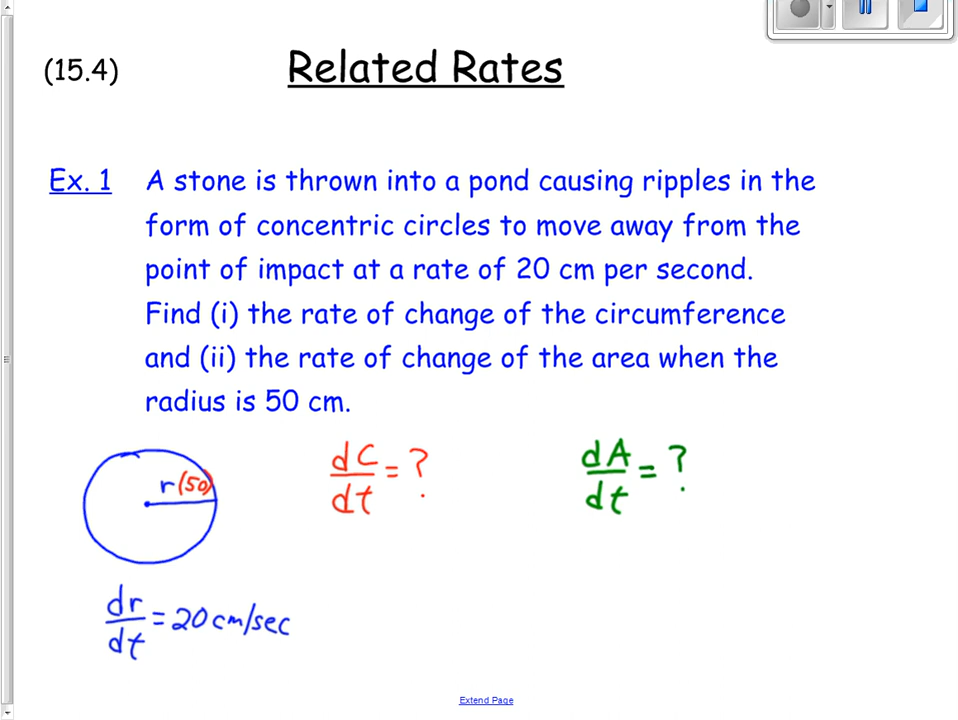 (15.4) Related Rates
Ex. 1 A stone is thrown into a pond causing ripples in the
form of concentric circles to move away from the
point of impact at a rate of 20 cm per second.
Find (i) the rate of change of the circumference
and (ii) the rate of change of the area when the
radius is 50 cm.
r(50)
dC/dt = ?
dA/dt = ?
dr/dt = 20 cm/sec
Extend Page